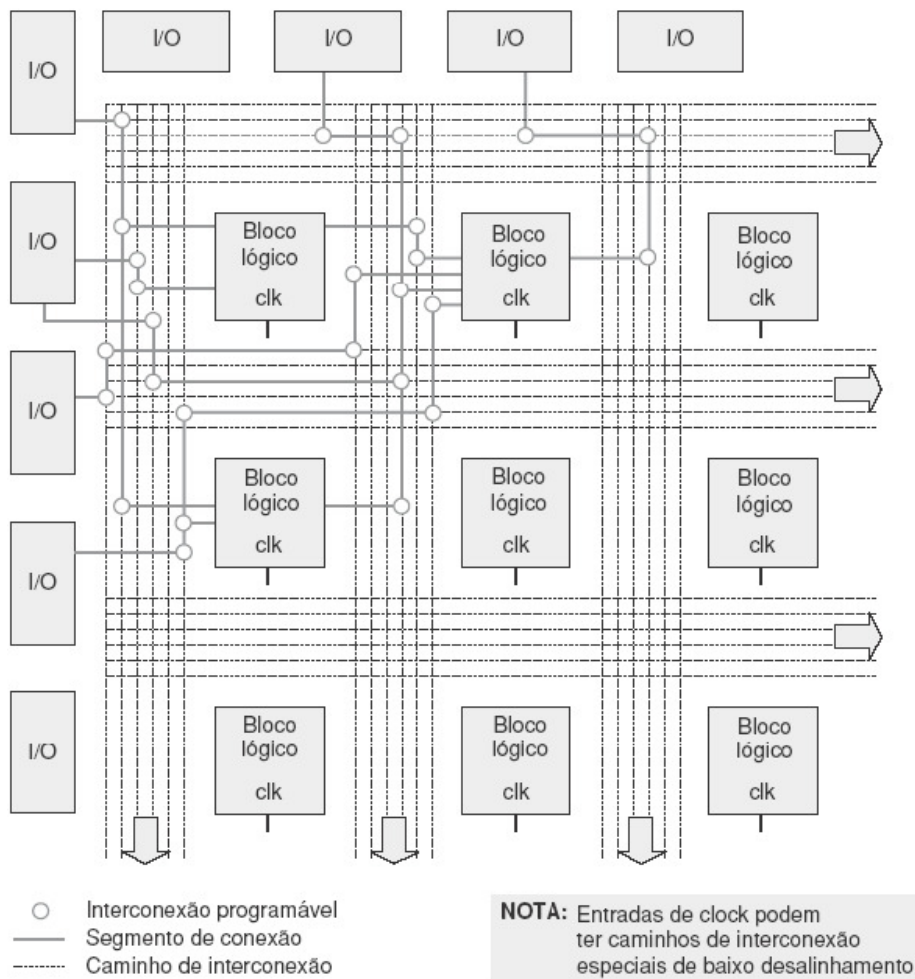 I/O
I/O
I/O
I/O
I/O
I/O
Bloco
lógico
clk
Bloco
lógico
clk
Bloco
lógico
clk
I/O
I/O
Bloco
lógico
clk
Bloco
lógico
clk
Bloco
lógico
clk
I/O
Bloco
lógico
clk
Bloco
lógico
clk
Bloco
lógico
clk
Interconexão programável
Segmento de conexão
Caminho de interconexão
NOTA: Entradas de clock podem
ter caminhos de interconexão
especiais de baixo desalinhamento